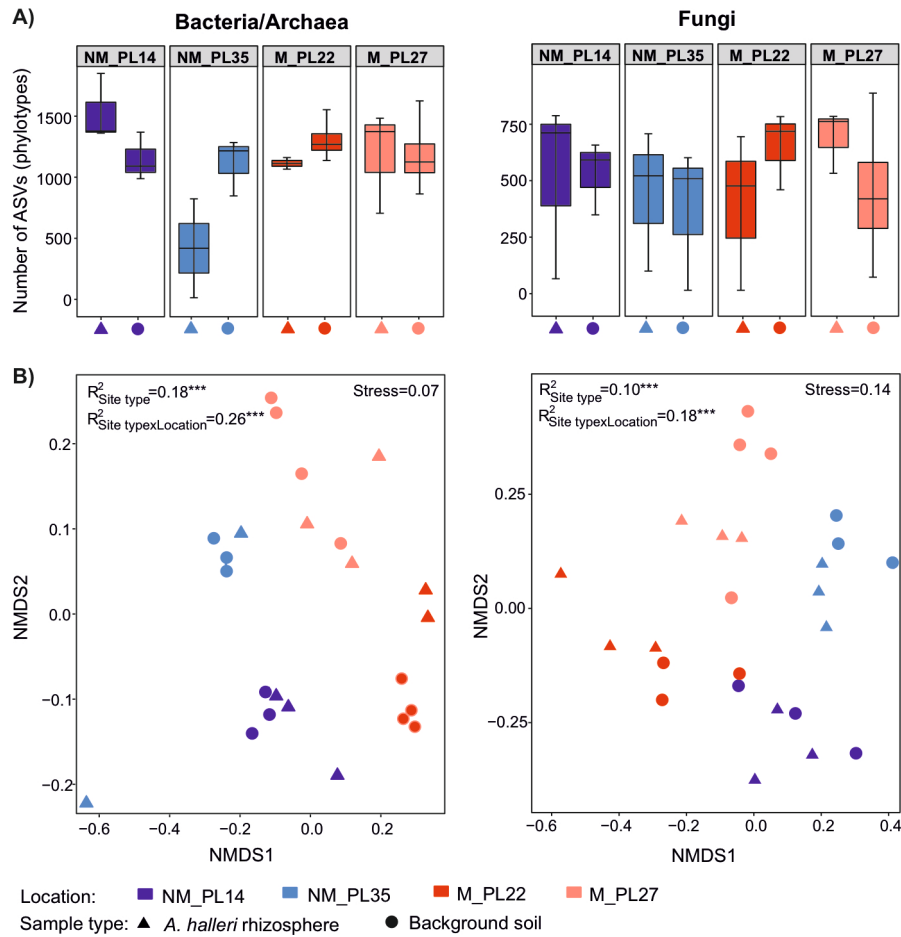 A)
Bacteria/Archaea
Fungi
NM_PL14 NM_PL35 M_PL22 M_PL27
NM_PL14 NM_PL35 M_PL22 M_PL27
Number of ASVs (phylotypes)
1500
1000
500
0
750
500
250
0
B)
R²Site type=0.18***
Stress=0.07
R²Site typexLocation=0.26***
R²Site type=0.10***
Stress=0.14
R²Site typexLocation=0.18***
NMDS2
0.2
0.1
0.0
−0.1
−0.2
−0.6 −0.4 −0.2 0.0 0.2
NMDS1
NMDS2
0.25
0.00
−0.25
−0.6 −0.4 −0.2 0.0 0.2 0.4
NMDS1
Location: NM_PL14 NM_PL35 M_PL22 M_PL27
Sample type: A. halleri rhizosphere Background soil